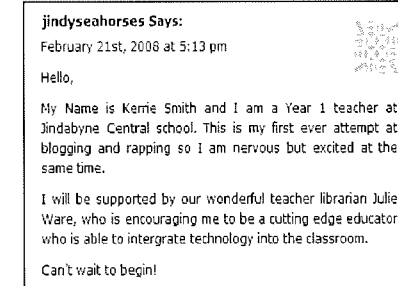 jindyseahorses Says:
February 21st, 2008 at 5:13 pm
Hello,
My Name is Kerrie Smith and I am a Year 1 teacher at
Jindabyne Central school. This is my first ever attempt at
blogging and rapping so I am nervous but excited at the
same time.
I will be supported by our wonderful teacher librarian Julie
Ware, who is encouraging me to be a cutting edge educator
who is able to intergrate technology into the classroom.
Can't wait to begin!